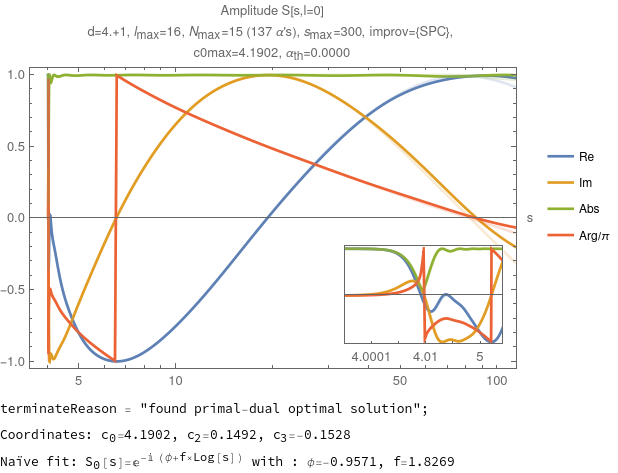 Amplitude S[s,l=0]
d=4.+1, lmax=16, Nmax=15 (137 α's), smax=300, improv={SPC},
c0max=4.1902, αth=0.0000
1.0
0.5
0.0
-0.5
-1.0
5
10
50
100
s
Re
Im
Abs
Arg/π
4.0001
4.01
5
terminateReason = "found primal-dual optimal solution";
Coordinates: c0=4.1902, c2=0.1492, c3=-0.1528
Naïve fit: S0[s]=e^-i (ϕ+f×Log[s]) with : ϕ=-0.9571, f=1.8269